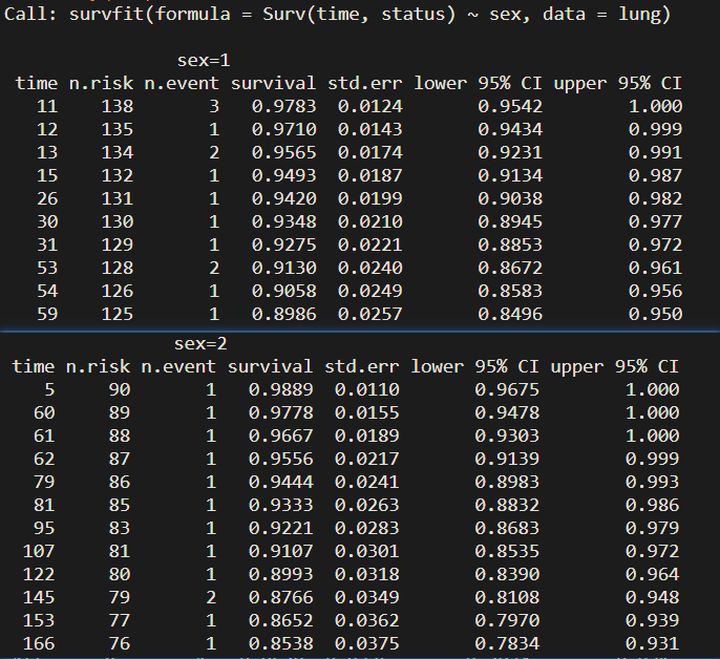 Call: survfit(formula = Surv(time, status) ~ sex, data = lung)
sex=1
time n.risk n.event survival std.err lower 95% CI upper 95% CI
11 138 3 0.9783 0.0124 0.9542 1.000
12 135 1 0.9710 0.0143 0.9434 0.999
13 134 2 0.9565 0.0174 0.9231 0.991
15 132 1 0.9493 0.0187 0.9134 0.987
26 131 1 0.9420 0.0199 0.9038 0.982
30 130 1 0.9348 0.0210 0.8945 0.977
31 129 1 0.9275 0.0221 0.8853 0.972
53 128 2 0.9130 0.0240 0.8672 0.961
54 126 1 0.9058 0.0249 0.8583 0.956
59 125 1 0.8986 0.0257 0.8496 0.950
sex=2
time n.risk n.event survival std.err lower 95% CI upper 95% CI
5 90 1 0.9889 0.0110 0.9675 1.000
60 89 1 0.9778 0.0155 0.9478 1.000
61 88 1 0.9667 0.0189 0.9303 1.000
62 87 1 0.9556 0.0217 0.9139 0.999
79 86 1 0.9444 0.0241 0.8983 0.993
81 85 1 0.9333 0.0263 0.8832 0.986
95 83 1 0.9221 0.0283 0.8683 0.979
107 81 1 0.9107 0.0301 0.8535 0.972
122 80 1 0.8993 0.0318 0.8390 0.964
145 79 2 0.8766 0.0349 0.8108 0.948
153 77 1 0.8652 0.0362 0.7970 0.939
166 76 1 0.8538 0.0375 0.7834 0.931